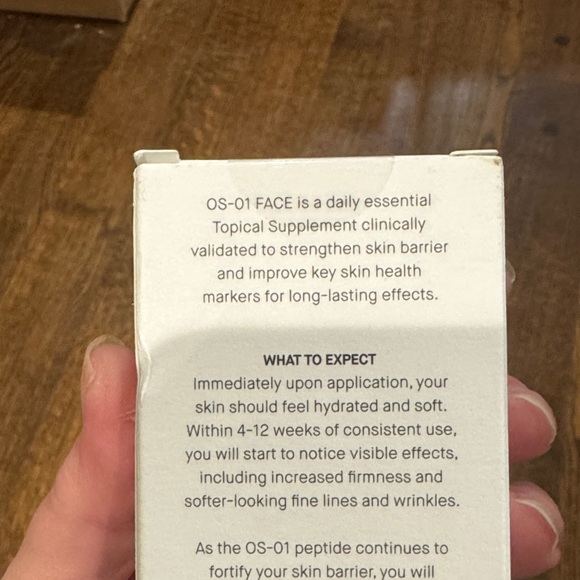 OS-01 FACE is a daily essential
Topical Supplement clinically
validated to strengthen skin barrier
and improve key skin health
markers for long-lasting effects.
WHAT TO EXPECT
Immediately upon application, your
skin should feel hydrated and soft.
Within 4-12 weeks of consistent use,
you will start to notice visible effects,
including increased firmness and
softer-looking fine lines and wrinkles.
As the OS-01 peptide continues to
fortify your skin barrier, you will